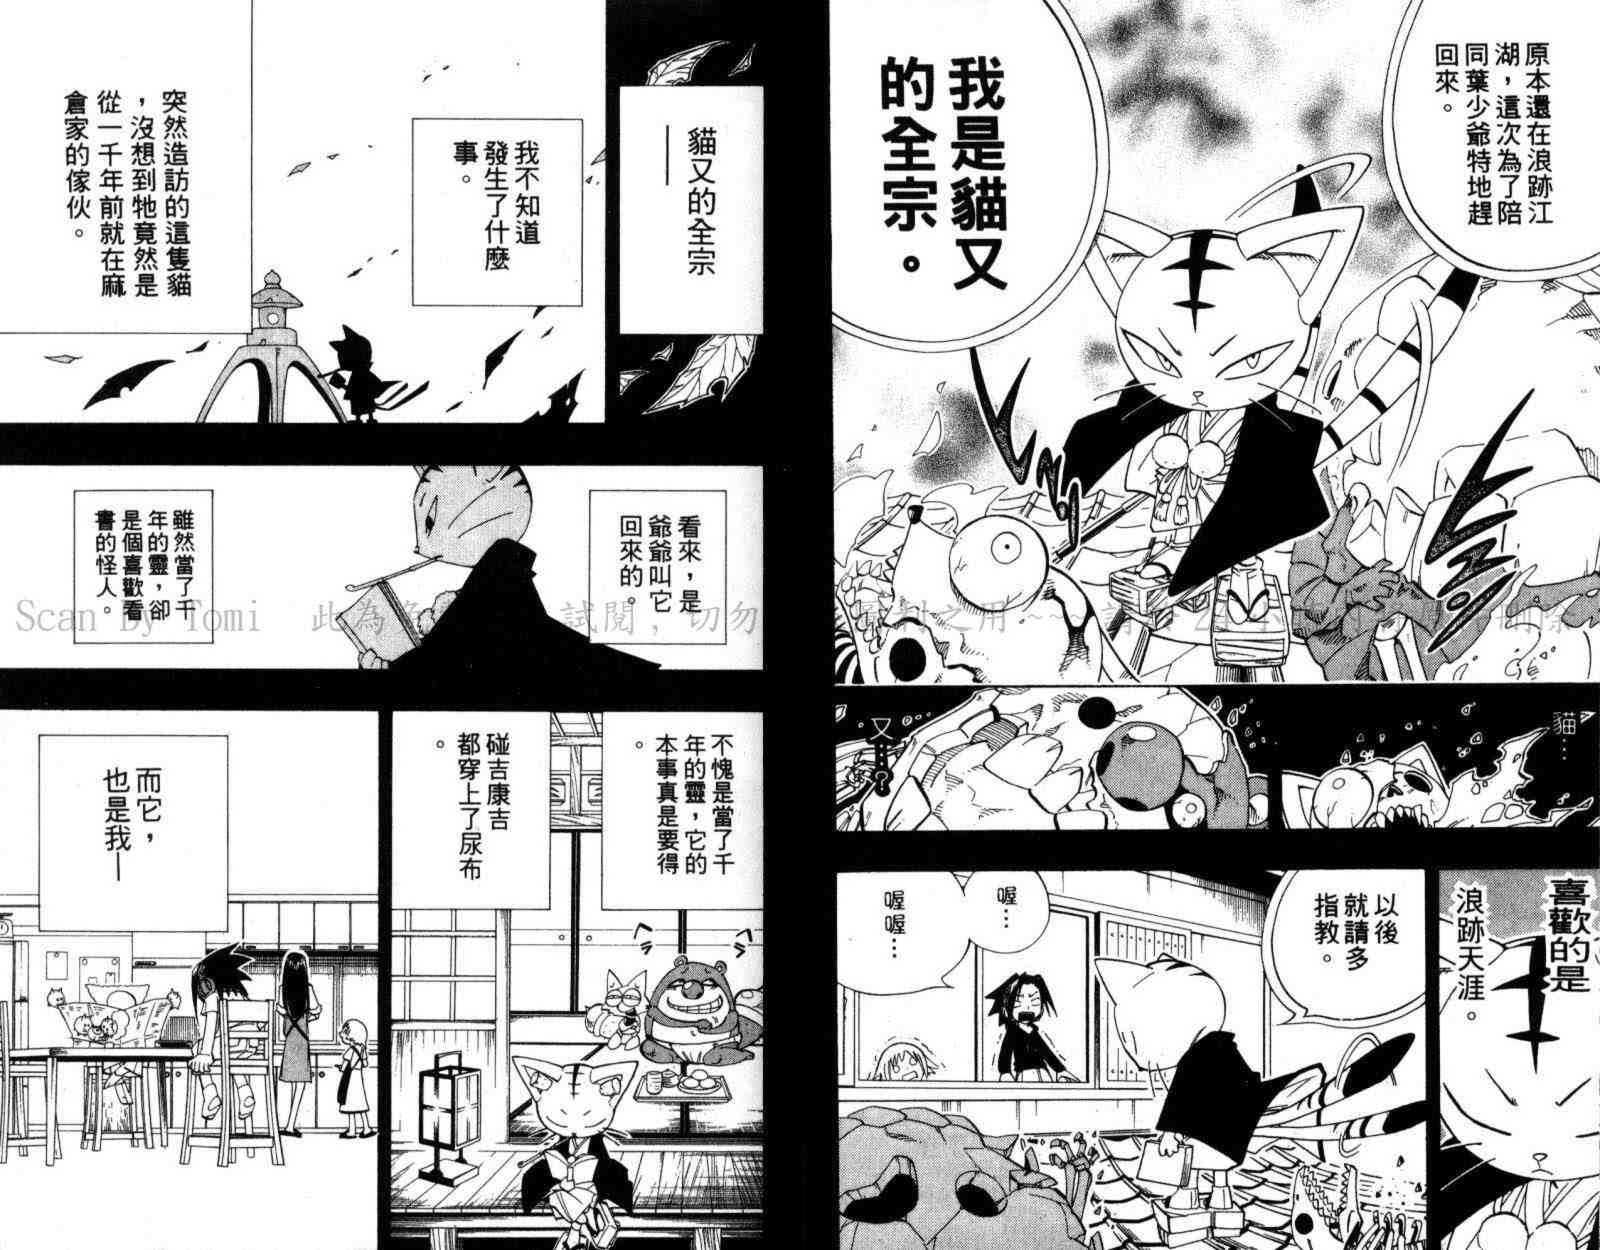 原本還在浪跡江
湖，這次為了陪
同葉少爺特地趕
回來。
我是貓又
的全宗。
貓…
又…?
喜歡的是
浪跡天涯。
以後
就請多
指教。
喔…
喔喔…
貓又的全宗
——
我不知道
發生了什麼
事。
突然造訪的這隻貓
，沒想到牠竟然是
從一千年前就在麻
倉家的傢伙。
看來，是
爺爺叫它
回來的。
雖然當了千
年的靈，卻
是個喜歡看
書的怪人。
不愧是當了千
年的靈，它的
本事真是要得
。
碰吉康吉
都穿上了尿布
。
而它，
也是我—
Scan By Tomi 此為 試閱，切勿 之用~~